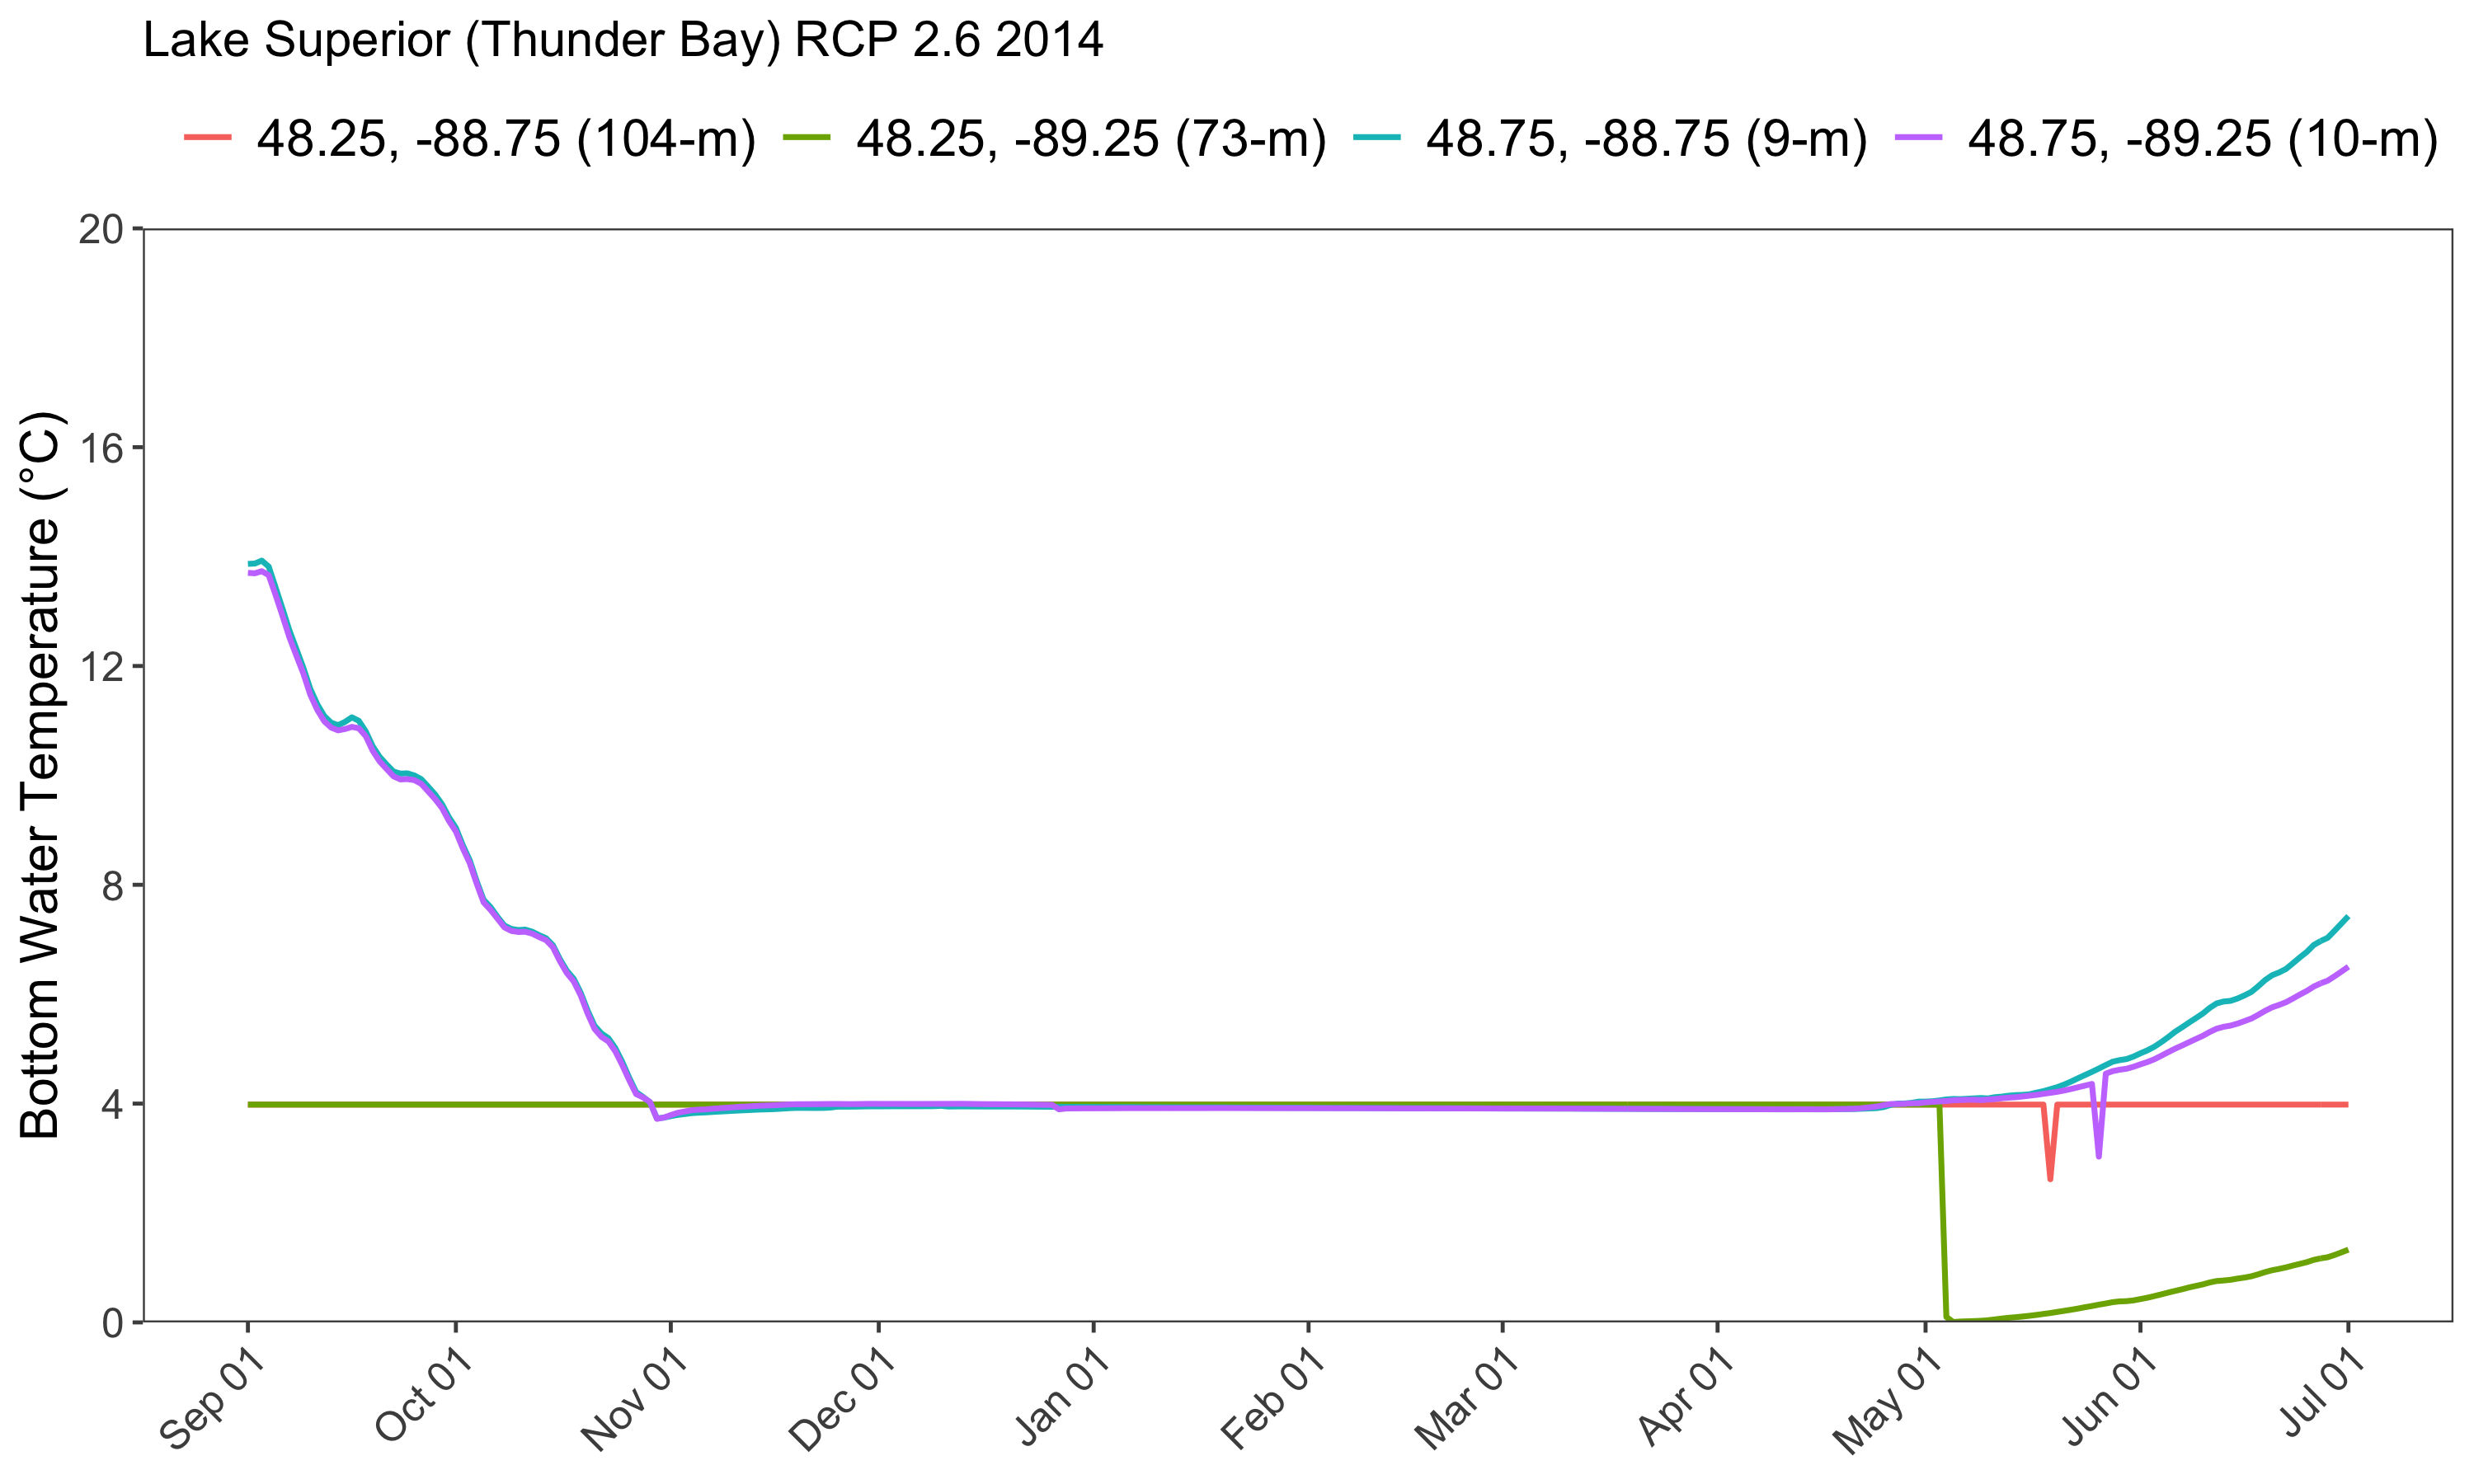 Lake Superior (Thunder Bay) RCP 2.6 2014
48.25, -88.75 (104-m) 48.25, -89.25 (73-m) 48.75, -88.75 (9-m) 48.75, -89.25 (10-m)
Bottom Water Temperature (°C)
20
16
12
8
4
0
Sep 01 Oct 01 Nov 01 Dec 01 Jan 01 Feb 01 Mar 01 Apr 01 May 01 Jun 01 Jul 01